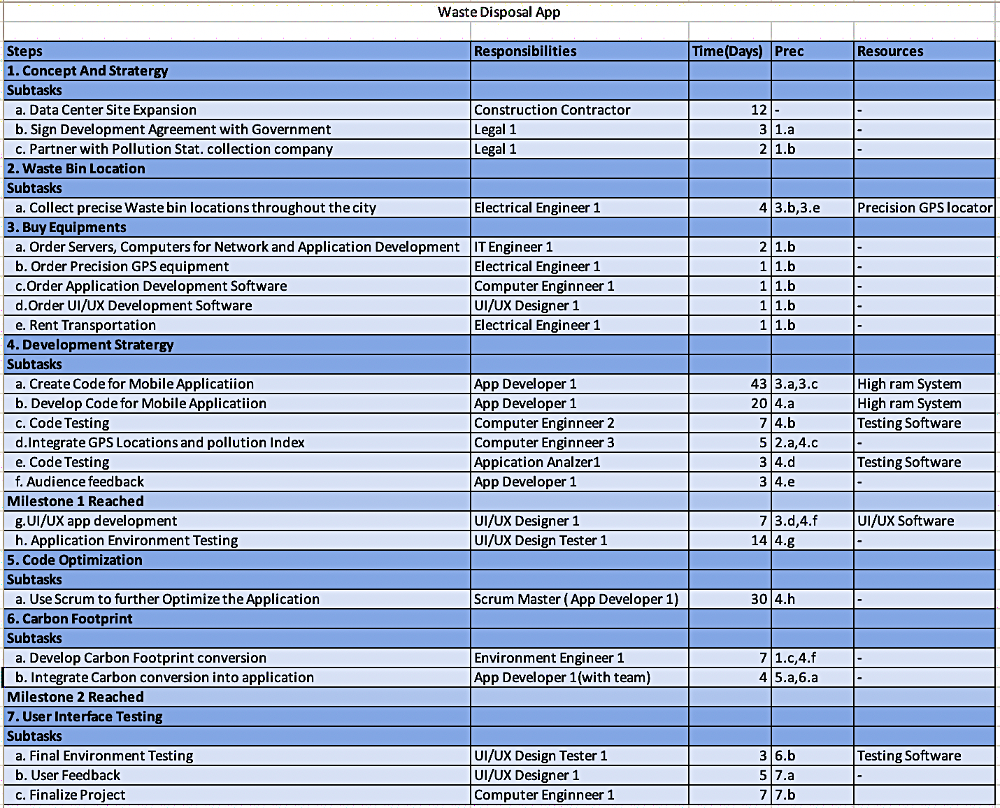 Waste Disposal App
Steps Responsibilities Time(Days) Prec Resources
1. Concept And Stratergy
Subtasks
a. Data Center Site Expansion Construction Contractor 12 - -
b. Sign Development Agreement with Government Legal 1 3 1.a -
c. Partner with Pollution Stat. collection company Legal 1 2 1.b -
2. Waste Bin Location
Subtasks
a. Collect precise Waste bin locations throughout the city Electrical Engineer 1 4 3.b,3.e Precision GPS locator
3. Buy Equipments
a. Order Servers, Computers for Network and Application Development IT Engineer 1 2 1.b -
b. Order Precision GPS equipment Electrical Engineer 1 1 1.b -
c.Order Application Development Software Computer Enginneer 1 1 1.b -
d.Order UI/UX Development Software UI/UX Designer 1 1 1.b -
e. Rent Transportation Electrical Engineer 1 1 1.b -
4. Development Stratergy
Subtasks
a. Create Code for Mobile Applicatiion App Developer 1 43 3.a,3.c High ram System
b. Develop Code for Mobile Applicatiion App Developer 1 20 4.a High ram System
c. Code Testing Computer Enginneer 2 7 4.b Testing Software
d.Integrate GPS Locations and pollution Index Computer Enginneer 3 5 2.a,4.c -
e. Code Testing Appication Analzer1 3 4.d Testing Software
f. Audience feedback App Developer 1 3 4.e -
Milestone 1 Reached
g.UI/UX app development UI/UX Designer 1 7 3.d,4.f UI/UX Software
h. Application Environment Testing UI/UX Design Tester 1 14 4.g -
5. Code Optimization
Subtasks
a. Use Scrum to further Optimize the Application Scrum Master ( App Developer 1) 30 4.h -
6. Carbon Footprint
Subtasks
a. Develop Carbon Footprint conversion Environment Engineer 1 7 1.c,4.f -
b. Integrate Carbon conversion into application App Developer 1(with team) 4 5.a,6.a -
Milestone 2 Reached
7. User Interface Testing
Subtasks
a. Final Environment Testing UI/UX Design Tester 1 3 6.b Testing Software
b. User Feedback UI/UX Designer 1 5 7.a -
c. Finalize Project Computer Enginneer 1 7 7.b